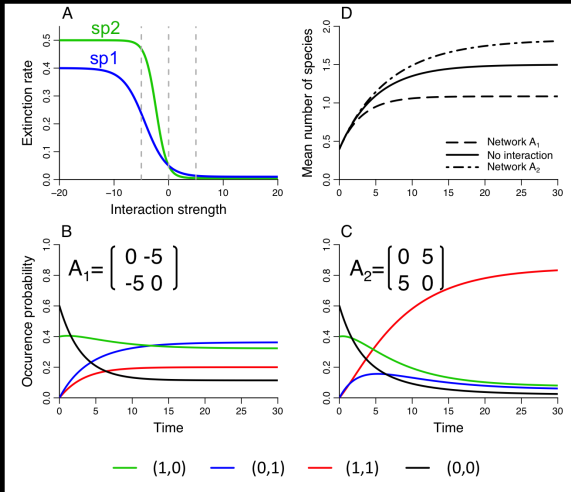 A
sp2
sp1
Extinction rate
0.0 0.1 0.2 0.3 0.4 0.5
-20 -10 0 10 20
Interaction strength
D
Mean number of species
0.0 0.5 1.0 1.5 2.0
Network A1
No interaction
Network A2
0 5 10 15 20 25 30
B
A1= 0 -5
-5 0
Occurence probability
0.0 0.2 0.4 0.6 0.8 1.0
0 5 10 15 20 25 30
Time
C
A2= 0 5
5 0
0.0 0.2 0.4 0.6 0.8 1.0
0 5 10 15 20 25 30
Time
(1,0) (0,1) (1,1) (0,0)